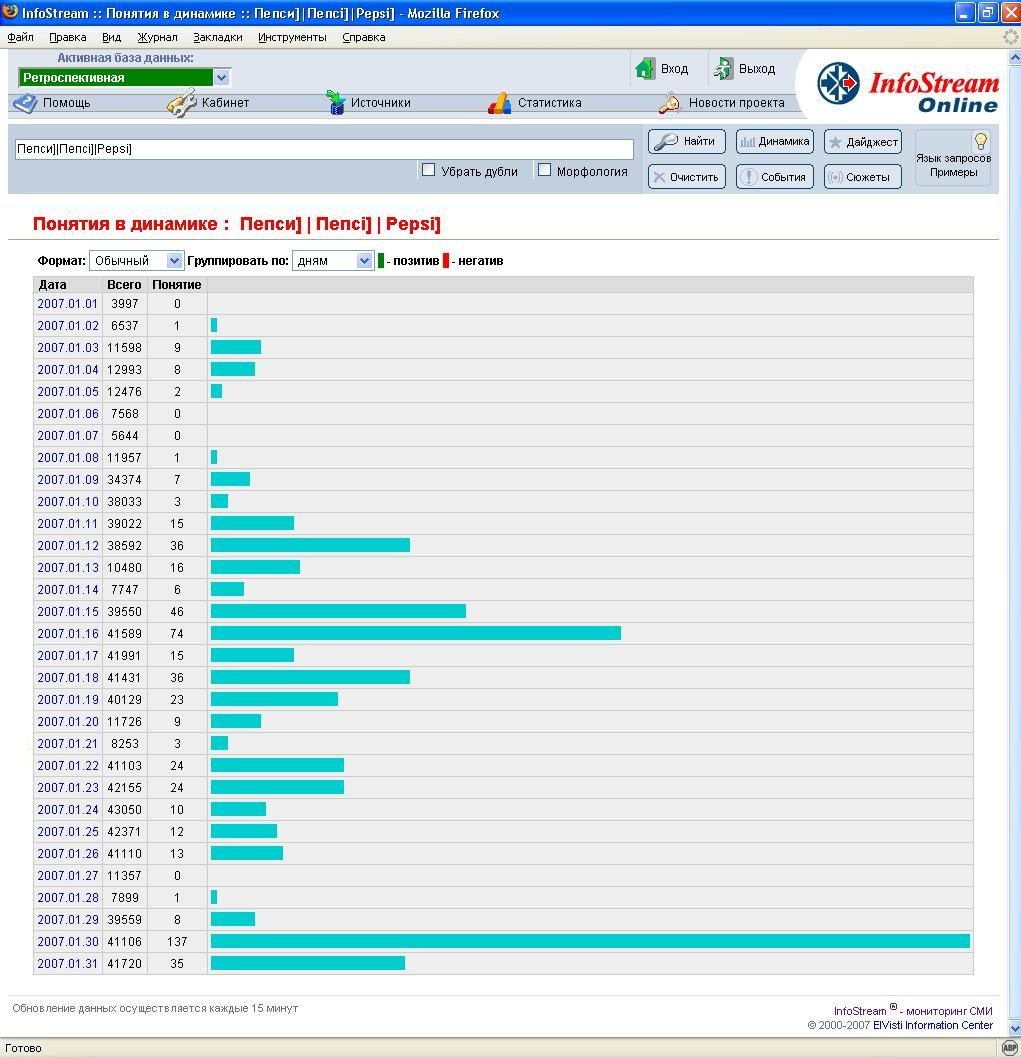 InfoStream :: Понятия в динамике :: Пепси]|Пепсі]|Pepsi] - Mozilla Firefox
Файл Правка Вид Журнал Закладки Инструменты Справка
Активная база данных:
Ретроспективная
Вход Выход
InfoStream
Online
Помощь Кабинет Источники Статистика Новости проекта
Пепси]|Пепсі]|Pepsi]
Найти Динамика Дайджест
Убрать дубли Морфология
Очистить События Сюжеты
Язык запросов
Примеры
Понятия в динамике : Пепси] | Пепсі] | Pepsi]
Формат: Обычный Группировать по: дням - позитив - негатив
Дата Всего Понятие
2007.01.01 3997 0
2007.01.02 6537 1
2007.01.03 11598 9
2007.01.04 12993 8
2007.01.05 12476 2
2007.01.06 7568 0
2007.01.07 5644 0
2007.01.08 11957 1
2007.01.09 34374 7
2007.01.10 38033 3
2007.01.11 39022 15
2007.01.12 38592 36
2007.01.13 10480 16
2007.01.14 7747 6
2007.01.15 39550 46
2007.01.16 41589 74
2007.01.17 41991 15
2007.01.18 41431 36
2007.01.19 40129 23
2007.01.20 11726 9
2007.01.21 8253 3
2007.01.22 41103 24
2007.01.23 42155 24
2007.01.24 43050 10
2007.01.25 42371 12
2007.01.26 41110 13
2007.01.27 11357 0
2007.01.28 7899 1
2007.01.29 39559 8
2007.01.30 41106 137
2007.01.31 41720 35
Обновление данных осуществляется каждые 15 минут
InfoStream ® - мониторинг СМИ
© 2000-2007 ElVisti Information Center
Готово
ABP